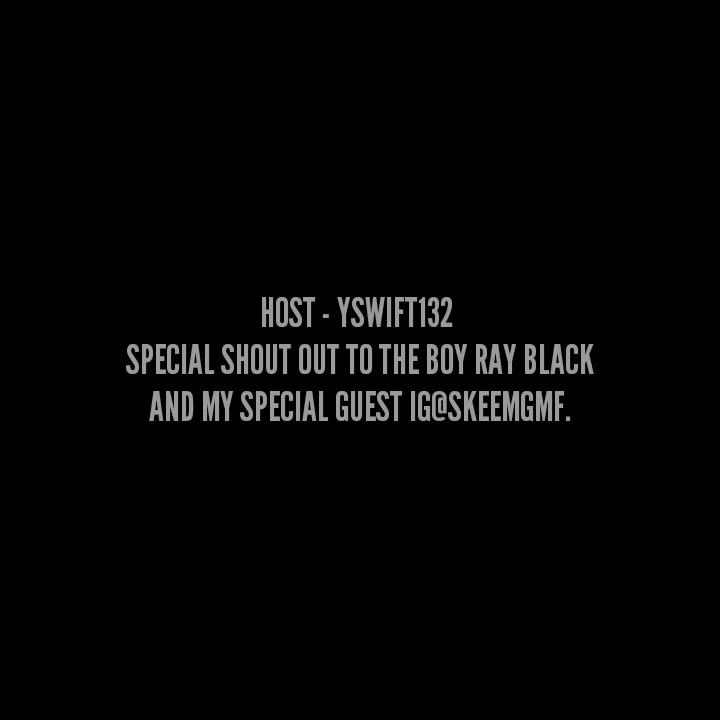 HOST - YSWIFT132
SPECIAL SHOUT OUT TO THE BOY RAY BLACK
AND MY SPECIAL GUEST IG@SKEEMGMF.